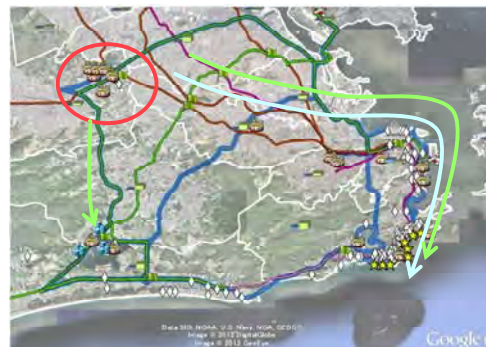 Data SIO, NOAA, U.S. Navy, NGA, GEBCO
Image © 2012 DigitalGlobe
Image © 2012 GeoEye
Google